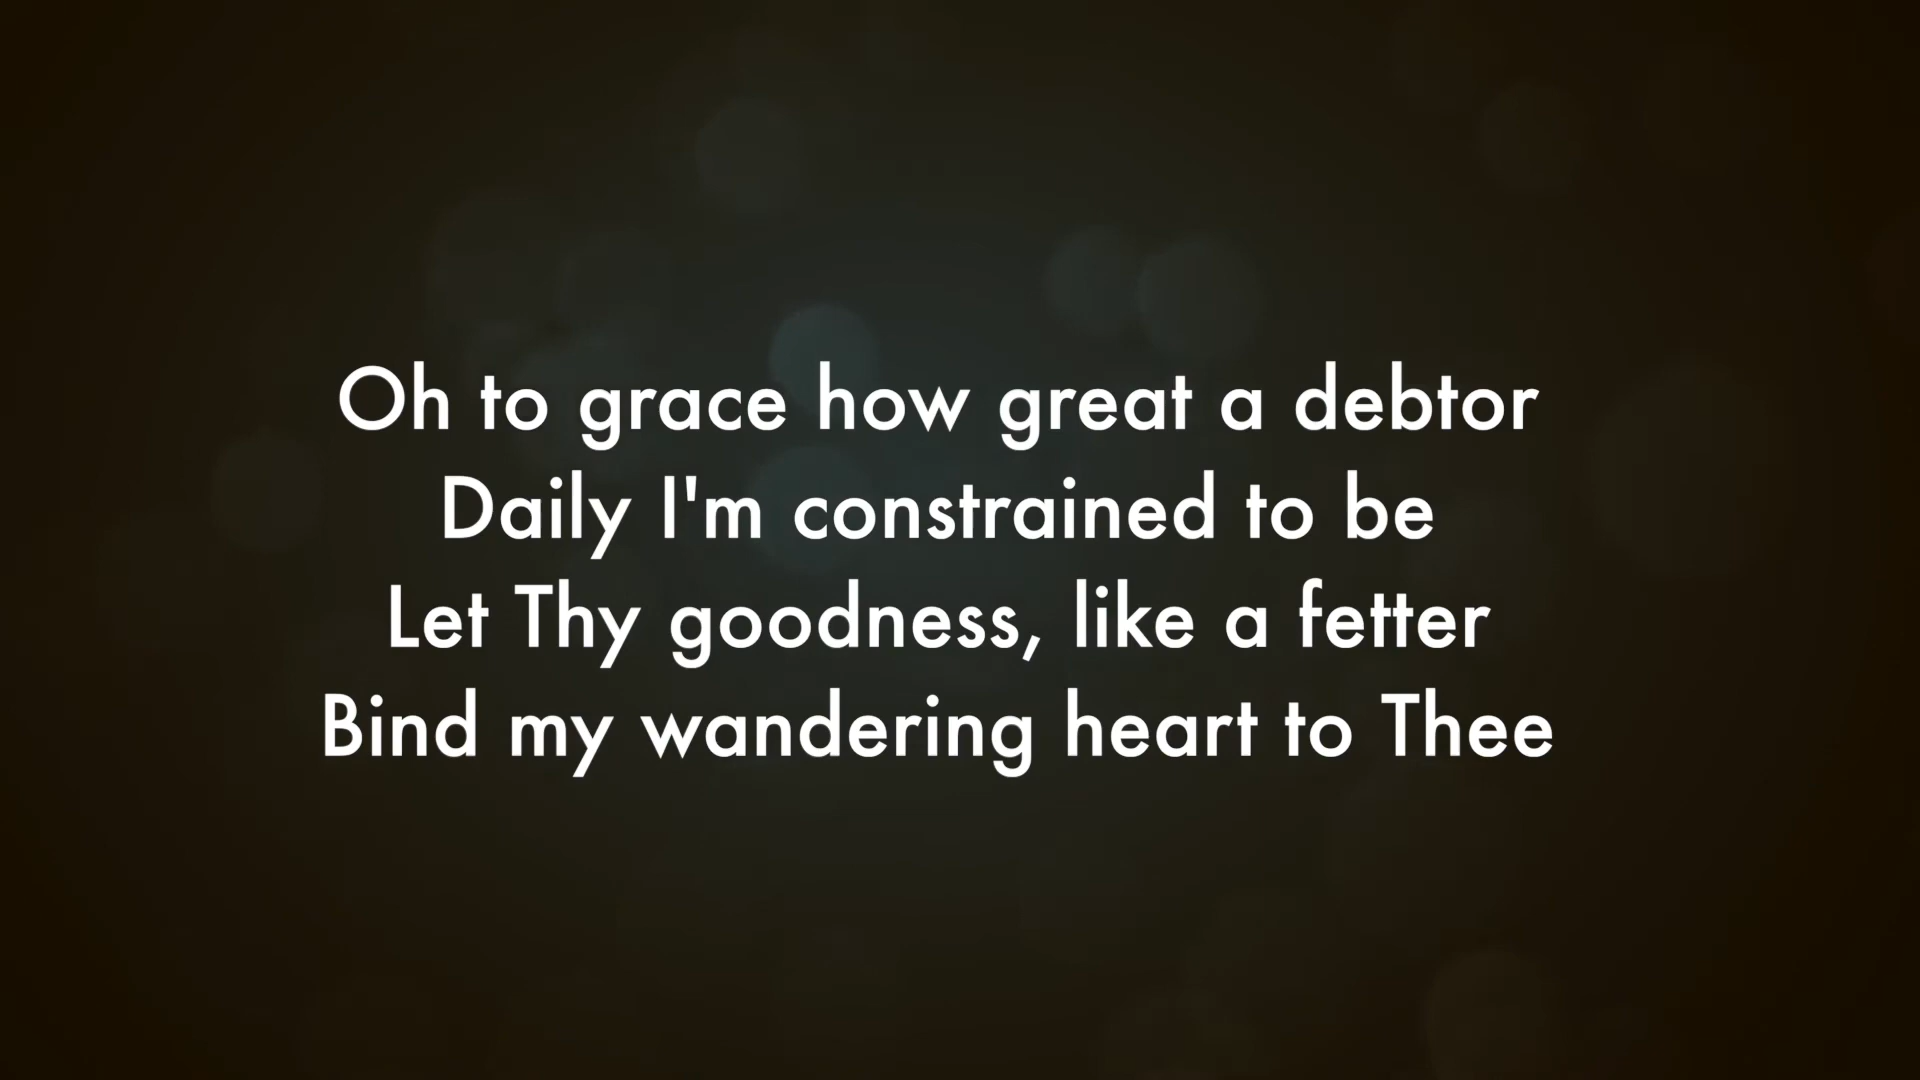 Oh to grace how great a debtor
Daily I'm constrained to be
Let Thy goodness, like a fetter
Bind my wandering heart to Thee